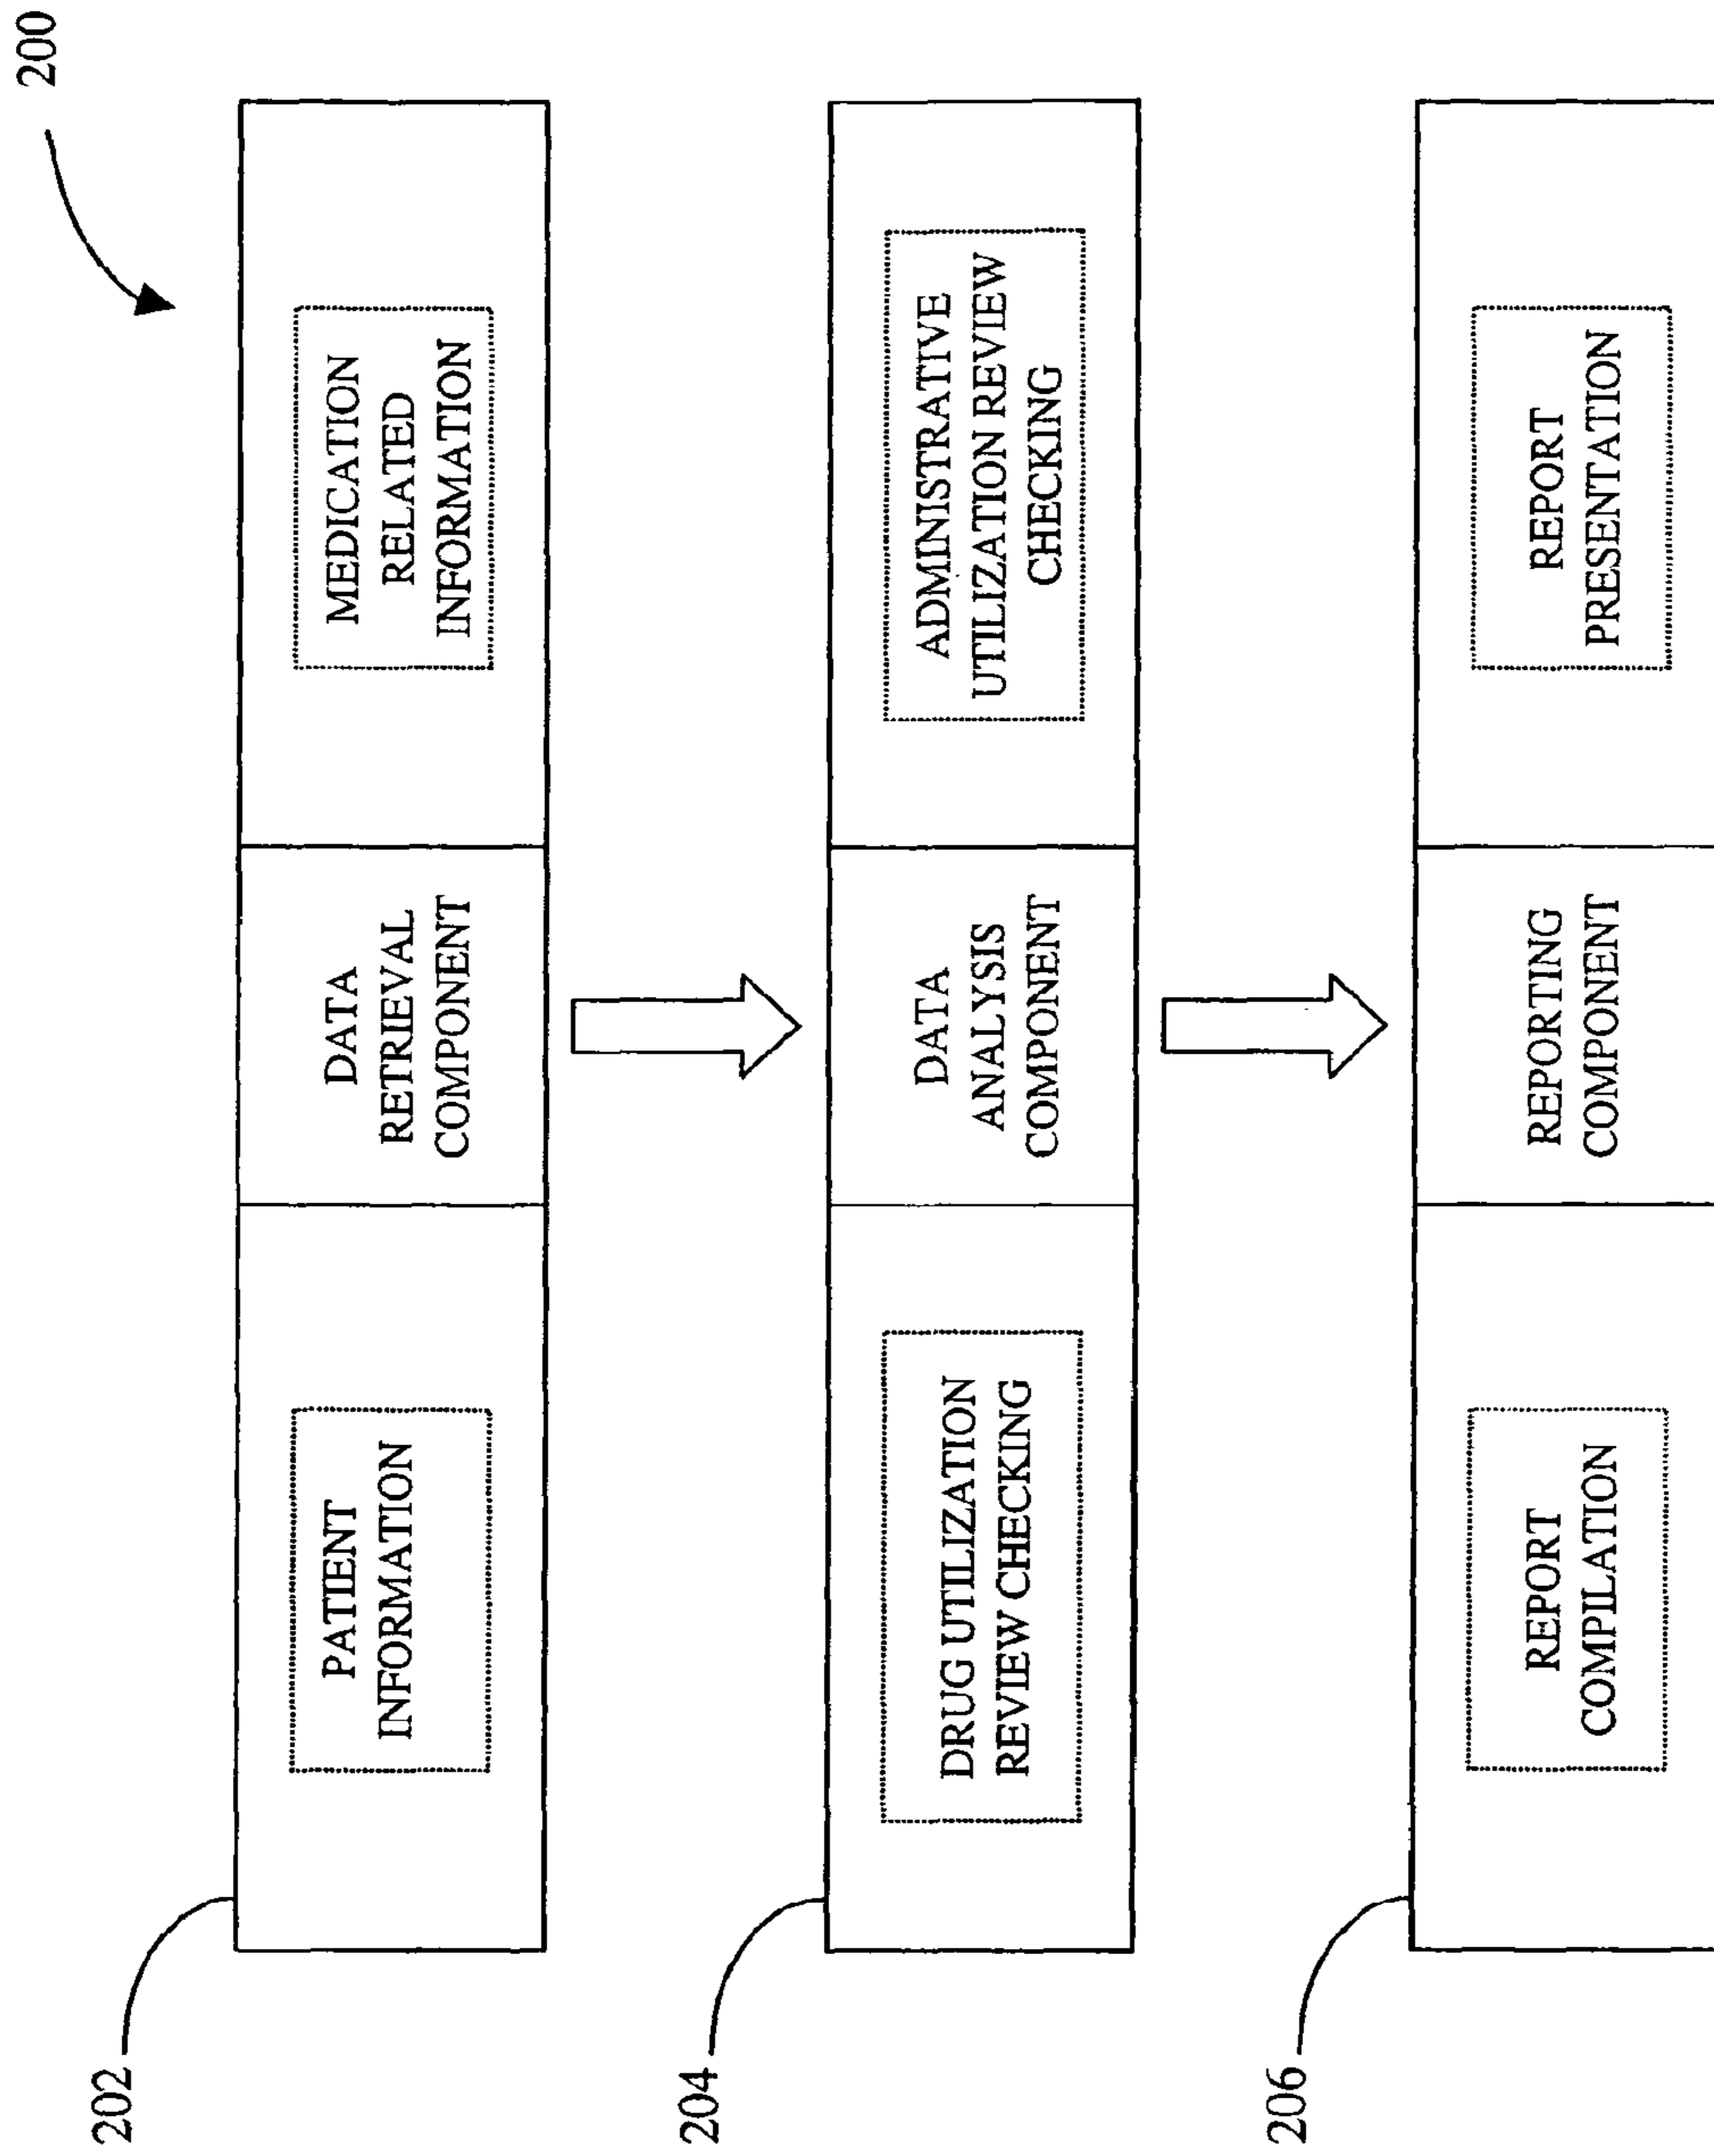 200
202
PATIENT
INFORMATION
DATA
RETRIEVAL
COMPONENT
MEDICATION
RELATED
INFORMATION
204
DRUG UTILIZATION
REVIEW CHECKING
DATA
ANALYSIS
COMPONENT
ADMINISTRATIVE
UTILIZATION REVIEW
CHECKING
206
REPORT
COMPILATION
REPORTING
COMPONENT
REPORT
PRESENTATION